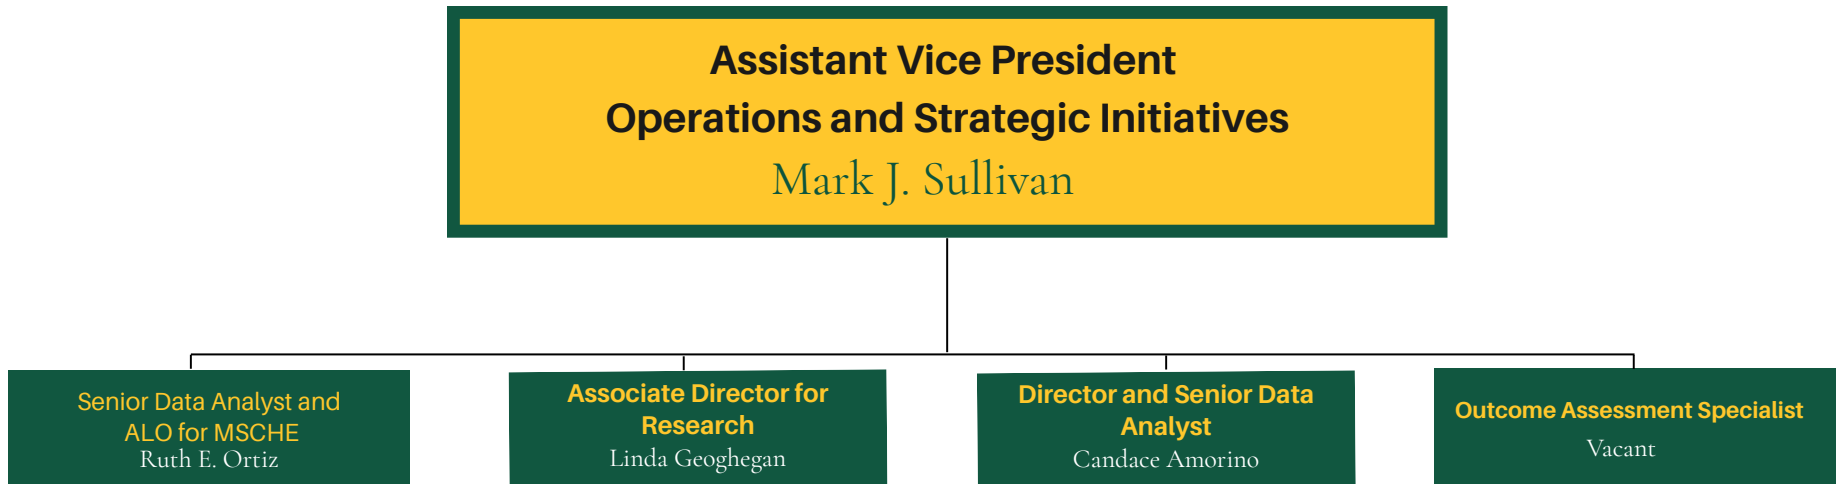 Assistant Vice President
Operations and Strategic Initiatives
Mark J. Sullivan
Senior Data Analyst and
ALO for MSCHE
Ruth E. Ortiz
Associate Director for
Research
Linda Geoghegan
Director and Senior Data
Analyst
Candace Amorino
Outcome Assessment Specialist
Vacant